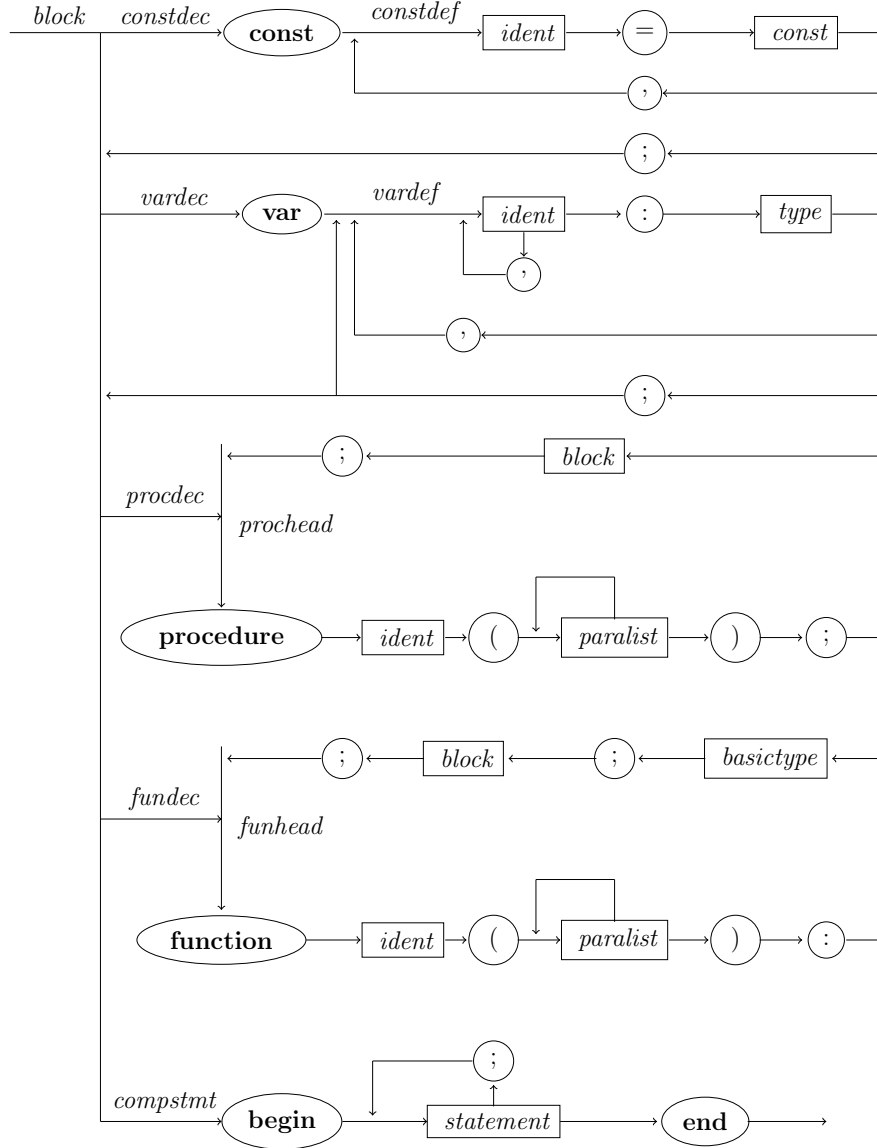 block constdec const constdef ident = const
,
;
vardec var vardef ident : type
,
,
;
; block
procdec
prochead
procedure ident ( paralist ) ;
; block ; basictype
fundec
funhead
function ident ( paralist ) :
;
compstmt begin statement end